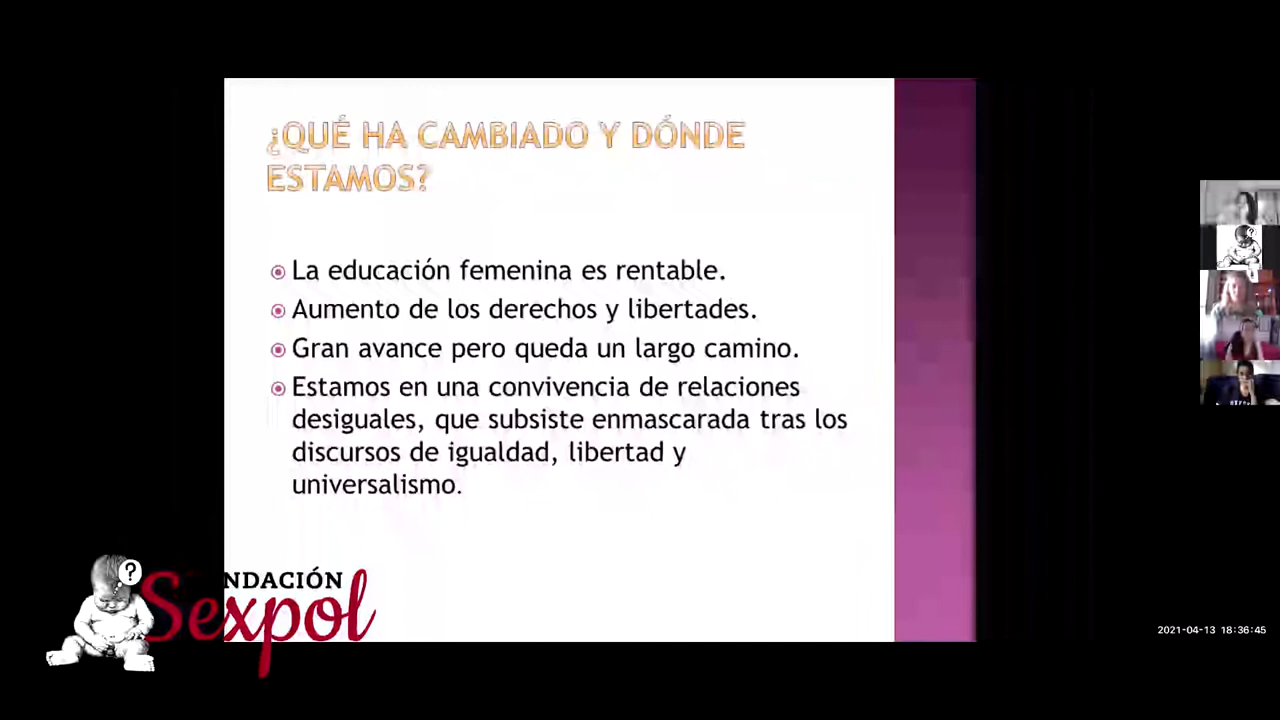 ¿QUÉ HA CAMBIADO Y DÓNDE
ESTAMOS?
La educación femenina es rentable.
Aumento de los derechos y libertades.
Gran avance pero queda un largo camino.
Estamos en una convivencia de relaciones
desiguales, que subsiste enmascarada tras los
discursos de igualdad, libertad y
universalismo.
?
NDACIÓN
Sexpol
2021-04-13 18:36:45